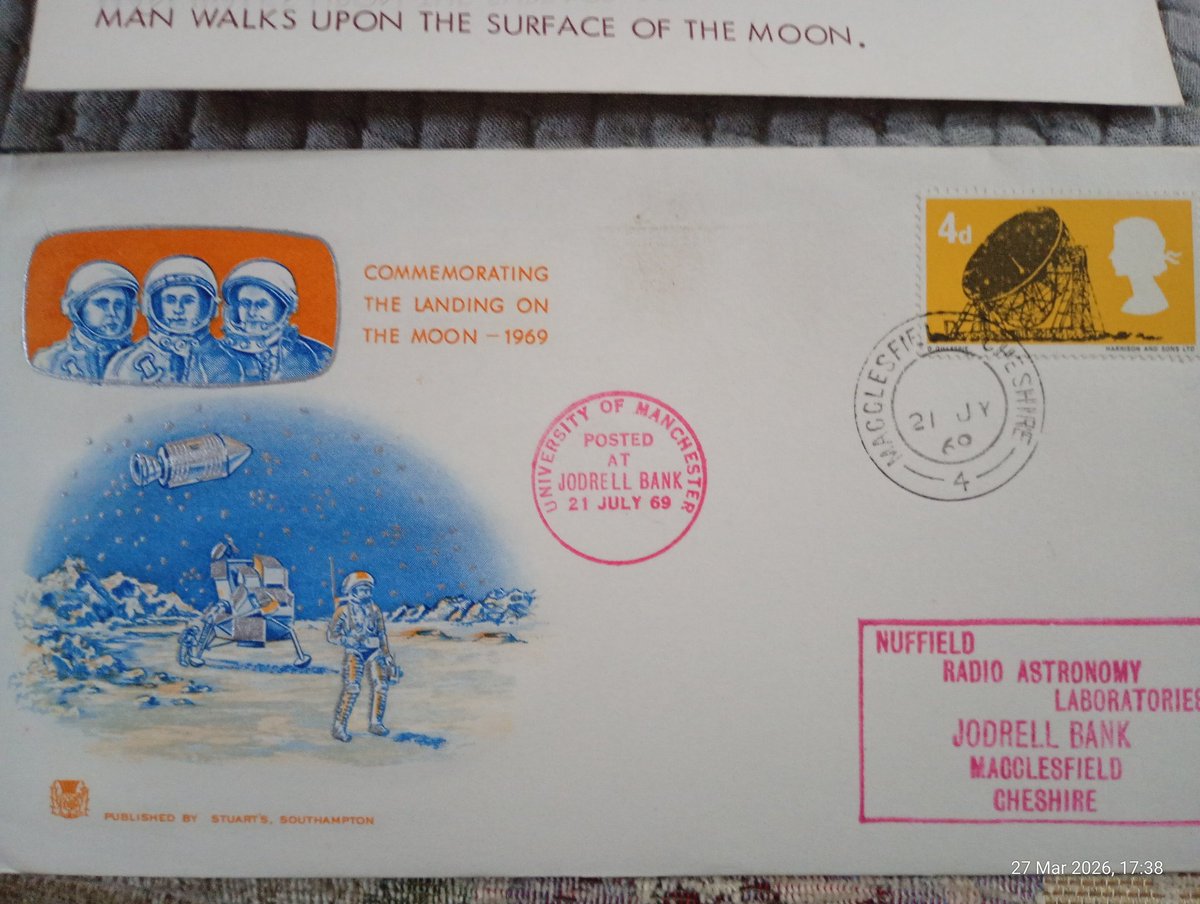 MAN WALKS UPON THE SURFACE OF THE MOON.
4d
HARRISON AND SONS LTD
COMMEMORATING
THE LANDING ON
THE MOON – 1969
MACCLESFIELD CHESHIRE
21 JY
69
4
UNIVERSITY OF MANCHESTER
POSTED
AT
JODRELL BANK
21 JULY 69
NUFFIELD
RADIO ASTRONOMY
LABORATORIES
JODRELL BANK
MACCLESFIELD
CHESHIRE
PUBLISHED BY STUART'S, SOUTHAMPTON
27 Mar 2026, 17:38